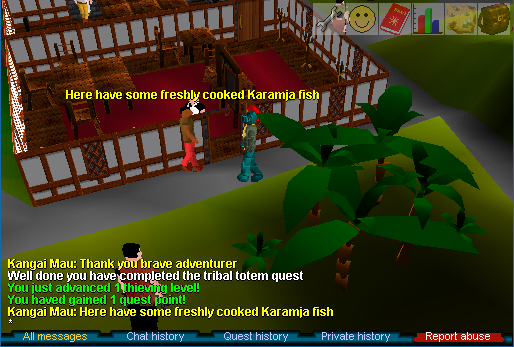 Here have some freshly cooked Karamja fish
Kangai Mau: Thank you brave adventurer
Well done you have completed the tribal totem quest
You just advanced 1 thieving level!
You haved gained 1 quest point!
Kangai Mau: Here have some freshly cooked Karamja fish
*
All messages Chat history Quest history Private history Report abuse